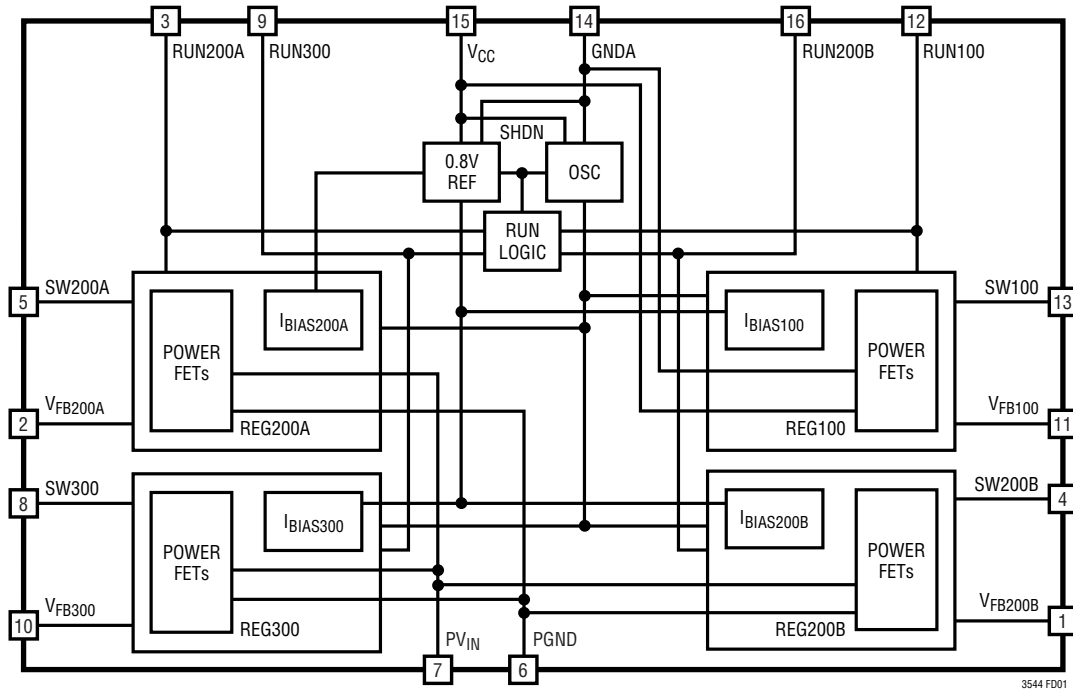 3 9 15 14 16 12
RUN200A RUN300 VCC GNDA RUN200B RUN100
SHDN
0.8V
REF
OSC
RUN
LOGIC
5 SW200A
POWER
FETs
IBIAS200A
2 VFB200A
REG200A
IBIAS100
POWER
FETs
SW100 13
VFB100 11
REG100
8 SW300
POWER
FETs
IBIAS300
10 VFB300
REG300
IBIAS200B
POWER
FETs
SW200B 4
VFB200B 1
REG200B
PVIN PGND
7 6
3544 FD01